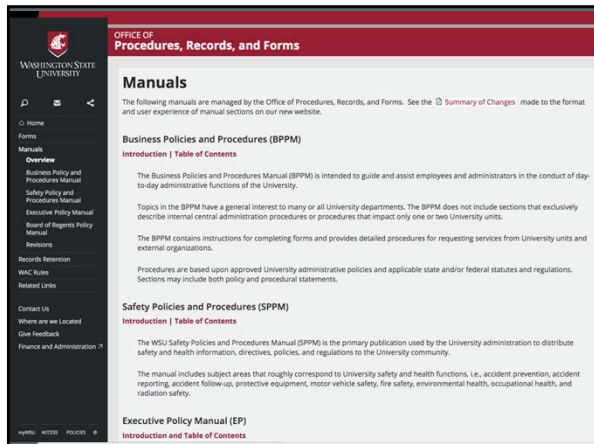 WASHINGTON STATE
UNIVERSITY
Home
Forms
Manuals
Overview
Business Policy and
Procedures Manual
Safety Policy and
Procedures Manual
Executive Policy Manual
Board of Regents Policy
Manual
Revisions
Records Retention
WAC Rules
Related Links
Contact Us
Where are we Located
Give Feedback
Finance and Administration
myWSU ACCESS POLICIES ©
OFFICE OF
Procedures, Records, and Forms
Manuals
The following manuals are managed by the Office of Procedures, Records, and Forms. See the Summary of Changes made to the format
and user experience of manual sections on our new website.
Business Policies and Procedures (BPPM)
Introduction | Table of Contents
The Business Policies and Procedures Manual (BPPM) is intended to guide and assist employees and administrators in the conduct of day-
to-day administrative functions of the University.
Topics in the BPPM have a general interest to many or all University departments. The BPPM does not include sections that exclusively
describe internal central administration procedures or procedures that impact only one or two University units.
The BPPM contains instructions for completing forms and provides detailed procedures for requesting services from University units and
external organizations.
Procedures are based upon approved University administrative policies and applicable state and/or federal statutes and regulations.
Sections may include both policy and procedural statements.
Safety Policies and Procedures (SPPM)
Introduction | Table of Contents
The WSU Safety Policies and Procedures Manual (SPPM) is the primary publication used by the University administration to distribute
safety and health information, directives, policies, and regulations to the University community.
The manual includes subject areas that roughly correspond to University safety and health functions, i.e., accident prevention, accident
reporting, accident follow-up, protective equipment, motor vehicle safety, fire safety, environmental health, occupational health, and
radiation safety.
Executive Policy Manual (EP)
Introduction and Table of Contents